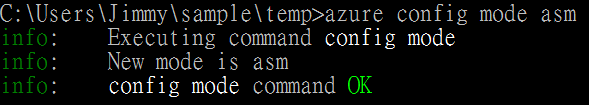 C:\Users\Jimmy\sample\temp>azure config mode asm
info:    Executing command config mode
info:    New mode is asm
info:    config mode command OK